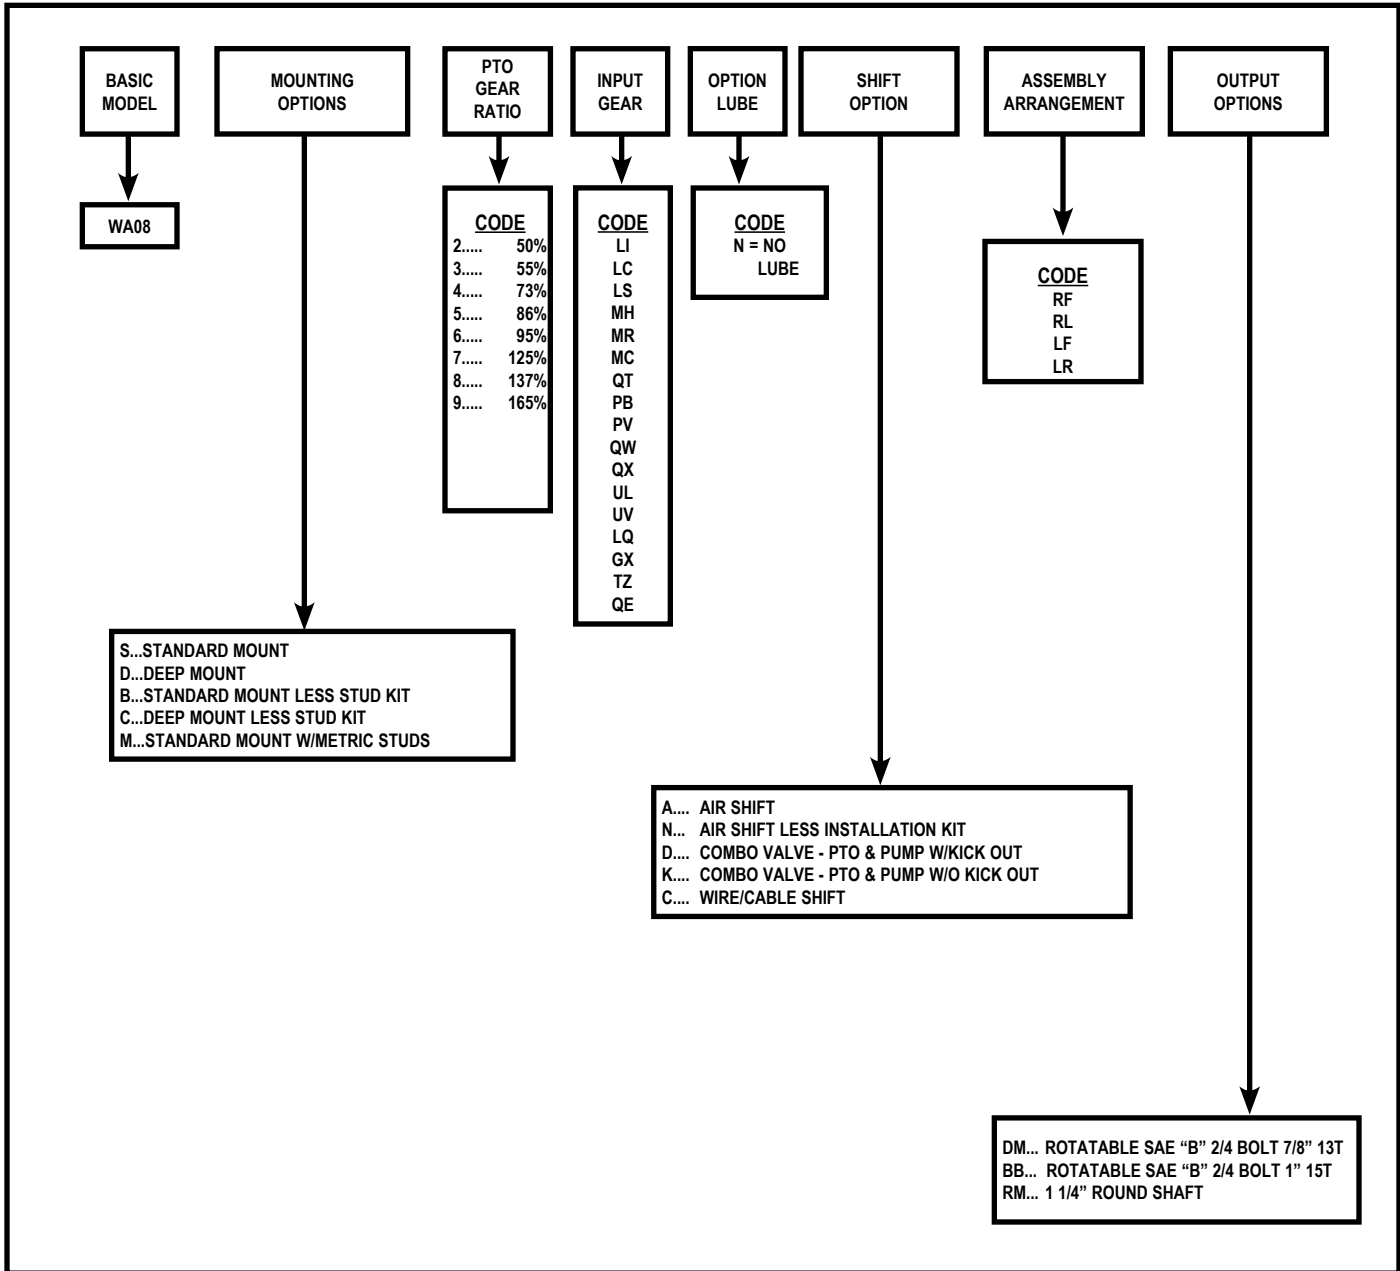 BASIC
MODEL
MOUNTING
OPTIONS
PTO
GEAR
RATIO
INPUT
GEAR
OPTION
LUBE
SHIFT
OPTION
ASSEMBLY
ARRANGEMENT
OUTPUT
OPTIONS
WA08
CODE
2..... 50%
3..... 55%
4..... 73%
5..... 86%
6..... 95%
7..... 125%
8..... 137%
9..... 165%
CODE
LI
LC
LS
MH
MR
MC
QT
PB
PV
QW
QX
UL
UV
LQ
GX
TZ
QE
CODE
N = NO
LUBE
CODE
RF
RL
LF
LR
S...STANDARD MOUNT
D...DEEP MOUNT
B...STANDARD MOUNT LESS STUD KIT
C...DEEP MOUNT LESS STUD KIT
M...STANDARD MOUNT W/METRIC STUDS
A.... AIR SHIFT
N... AIR SHIFT LESS INSTALLATION KIT
D.... COMBO VALVE - PTO & PUMP W/KICK OUT
K.... COMBO VALVE - PTO & PUMP W/O KICK OUT
C.... WIRE/CABLE SHIFT
DM... ROTATABLE SAE “B” 2/4 BOLT 7/8” 13T
BB... ROTATABLE SAE “B” 2/4 BOLT 1” 15T
RM... 1 1/4” ROUND SHAFT